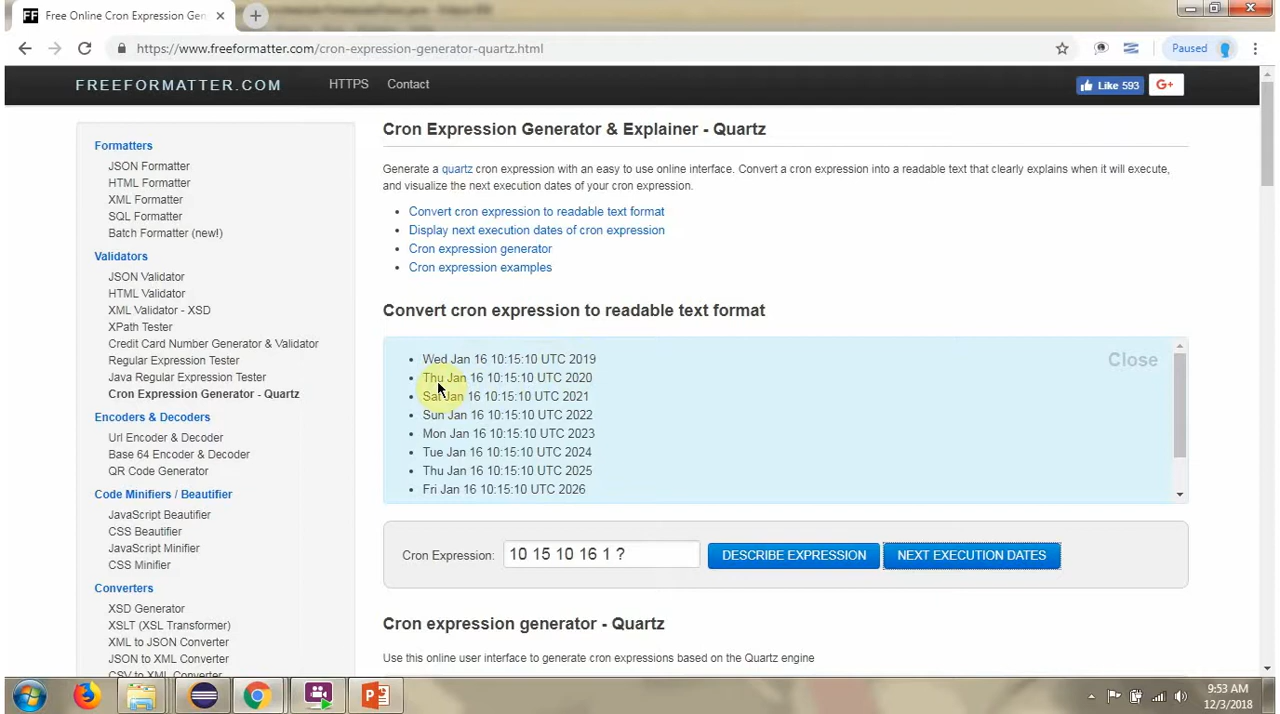 Free Online Cron Expression Gen
https://www.freeformatter.com/cron-expression-generator-quartz.html
Paused
FREEFORMATTER.COM
HTTPS
Contact
Like 593
G+
Formatters
JSON Formatter
HTML Formatter
XML Formatter
SQL Formatter
Batch Formatter (new!)
Validators
JSON Validator
HTML Validator
XML Validator - XSD
XPath Tester
Credit Card Number Generator & Validator
Regular Expression Tester
Java Regular Expression Tester
Cron Expression Generator - Quartz
Encoders & Decoders
Url Encoder & Decoder
Base 64 Encoder & Decoder
QR Code Generator
Code Minifiers / Beautifier
JavaScript Beautifier
CSS Beautifier
JavaScript Minifier
CSS Minifier
Converters
XSD Generator
XSLT (XSL Transformer)
XML to JSON Converter
JSON to XML Converter
CSV to XML Converter
Cron Expression Generator & Explainer - Quartz
Generate a quartz cron expression with an easy to use online interface. Convert a cron expression into a readable text that clearly explains when it will execute,
and visualize the next execution dates of your cron expression.
Convert cron expression to readable text format
Display next execution dates of cron expression
Cron expression generator
Cron expression examples
Convert cron expression to readable text format
Close
Wed Jan 16 10:15:10 UTC 2019
Thu Jan 16 10:15:10 UTC 2020
Sat Jan 16 10:15:10 UTC 2021
Sun Jan 16 10:15:10 UTC 2022
Mon Jan 16 10:15:10 UTC 2023
Tue Jan 16 10:15:10 UTC 2024
Thu Jan 16 10:15:10 UTC 2025
Fri Jan 16 10:15:10 UTC 2026
Cron Expression: 10 15 10 16 1 ? DESCRIBE EXPRESSION NEXT EXECUTION DATES
Cron expression generator - Quartz
Use this online user interface to generate cron expressions based on the Quartz engine
9:53 AM
12/3/2018